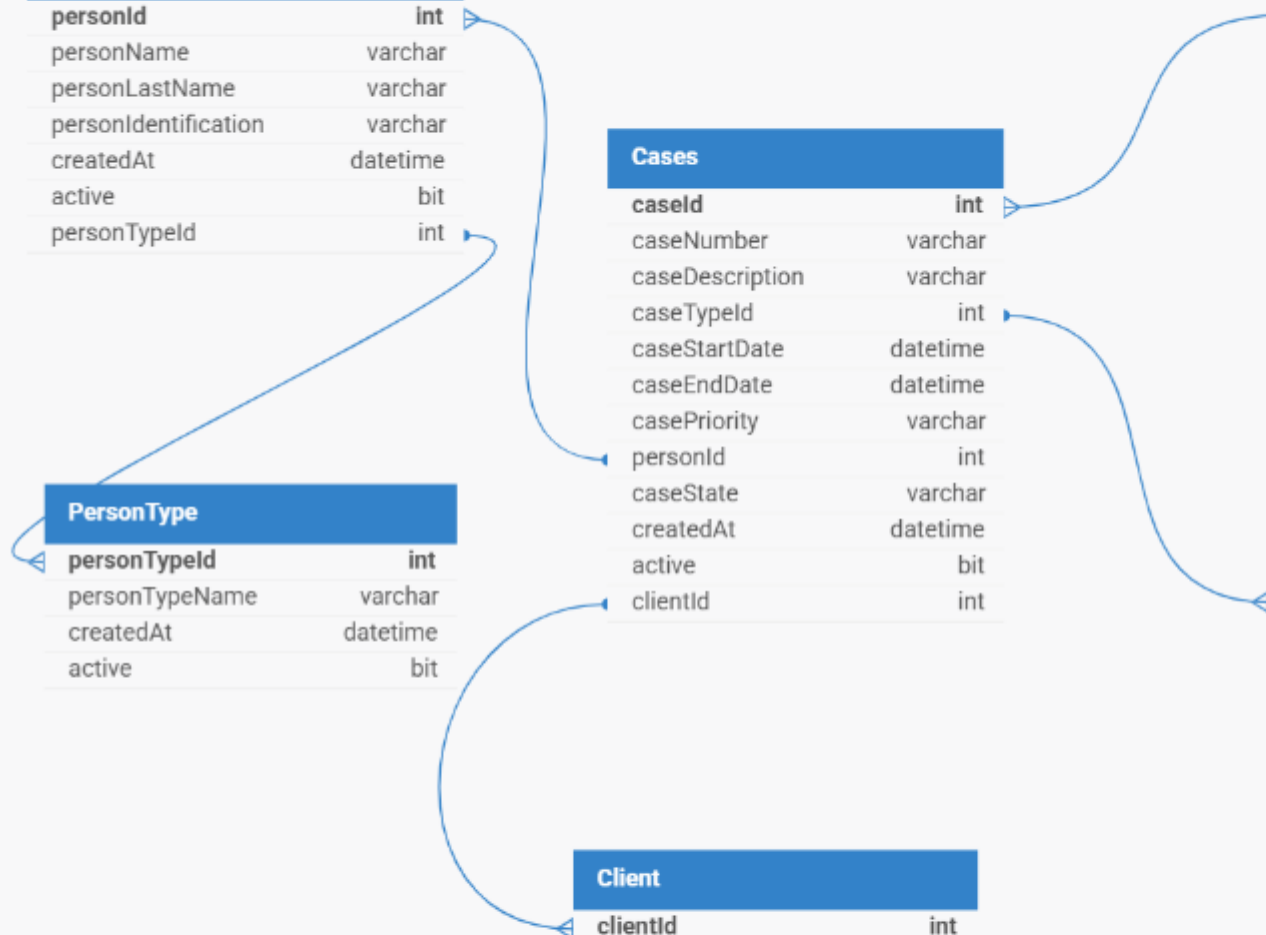 personId int
personName varchar
personLastName varchar
personIdentification varchar
createdAt datetime
active bit
personTypeId int
Cases
caseId int
caseNumber varchar
caseDescription varchar
caseTypeId int
caseStartDate datetime
caseEndDate datetime
casePriority varchar
personId int
caseState varchar
createdAt datetime
active bit
clientId int
PersonType
personTypeId int
personTypeName varchar
createdAt datetime
active bit
Client
clientId int